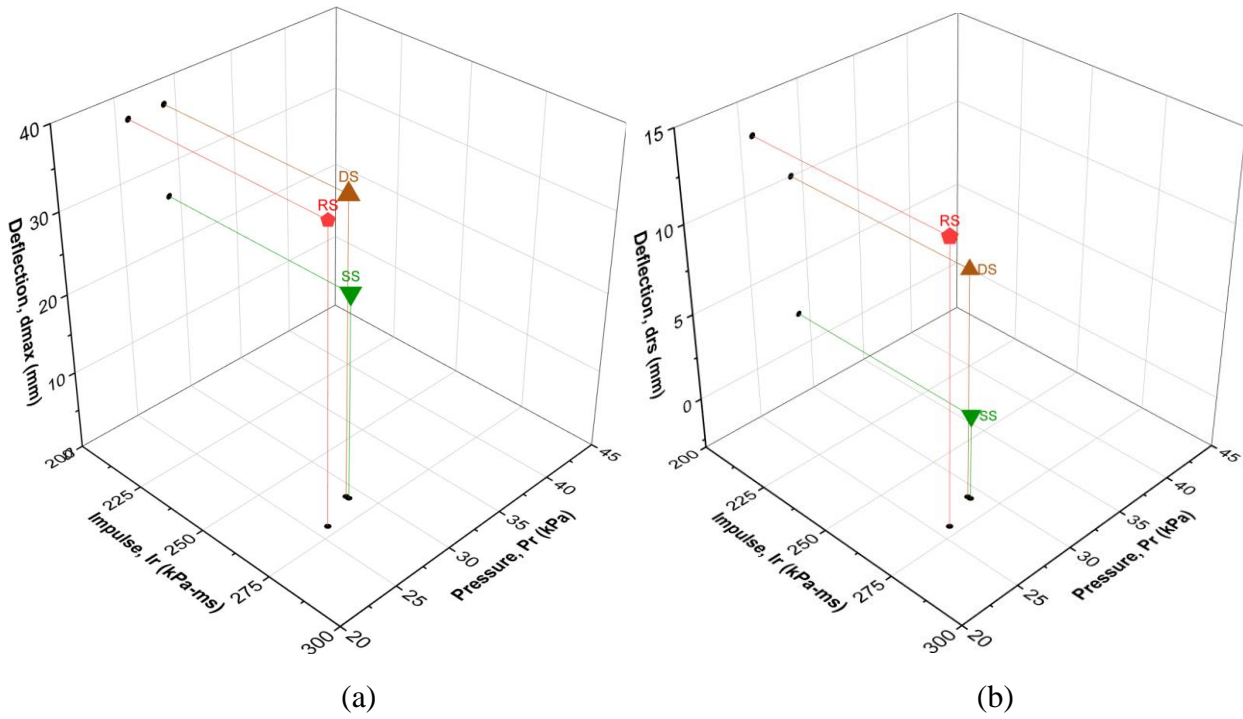 40
30
20
10
0
Deflection, dmax (mm)
DS
RS
SS
200
225
250
275
300
Impulse, Ir (kPa-ms)
20
25
30
35
40
45
Pressure, Pr (kPa)
(a)
15
10
5
0
Deflection, drs (mm)
RS
DS
SS
200
225
250
275
300
Impulse, Ir (kPa-ms)
20
25
30
35
40
45
Pressure, Pr (kPa)
(b)